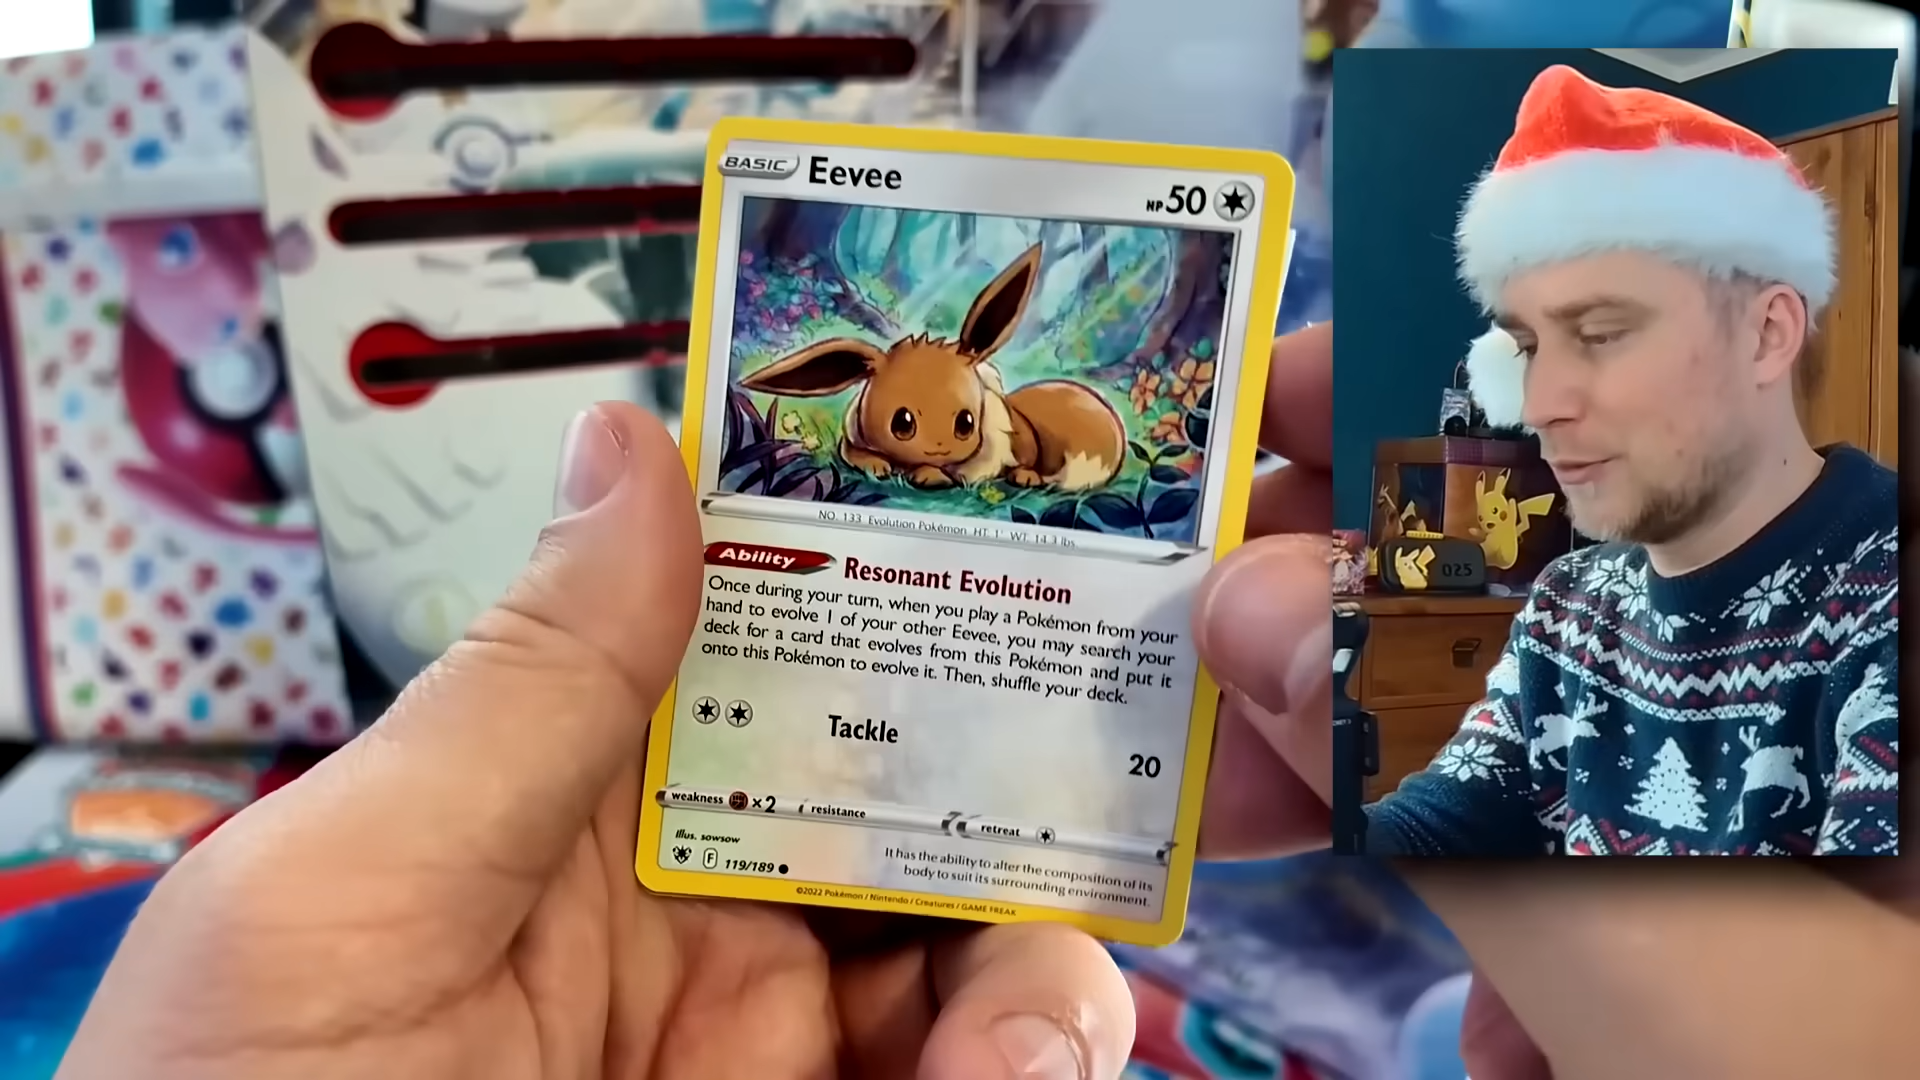 BASIC Eevee HP 50
NO. 133 Evolution Pokémon HT. 1' WT. 14.3 lbs.
Ability Resonant Evolution
Once during your turn, when you play a Pokémon from your
hand to evolve 1 of your other Eevee, you may search your
deck for a card that evolves from this Pokémon and put it
onto this Pokémon to evolve it. Then, shuffle your deck.
Tackle 20
weakness ×2 resistance retreat
Illus. sowsow
F 119/189
It has the ability to alter the composition of its
body to suit its surrounding environment.
©2022 Pokémon / Nintendo / Creatures / GAME FREAK
025